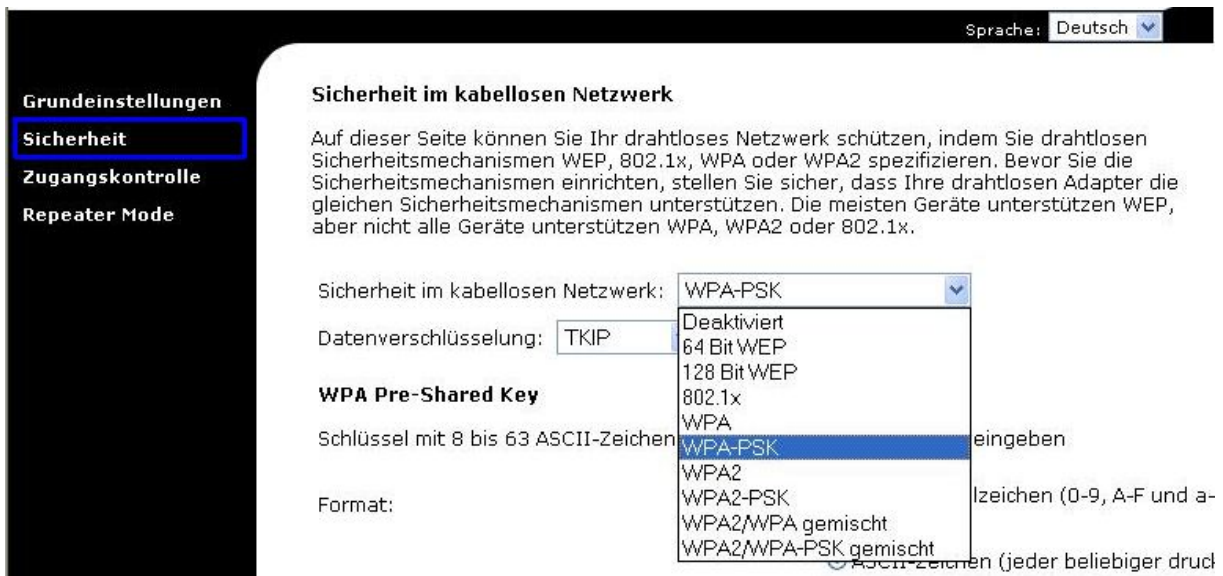 Sprache: Deutsch
Grundeinstellungen
Sicherheit
Zugangskontrolle
Repeater Mode
Sicherheit im kabellosen Netzwerk
Auf dieser Seite können Sie Ihr drahtloses Netzwerk schützen, indem Sie drahtlosen
Sicherheitsmechanismen WEP, 802.1x, WPA oder WPA2 spezifizieren. Bevor Sie die
Sicherheitsmechanismen einrichten, stellen Sie sicher, dass Ihre drahtlosen Adapter die
gleichen Sicherheitsmechanismen unterstützen. Die meisten Geräte unterstützen WEP,
aber nicht alle Geräte unterstützen WPA, WPA2 oder 802.1x.
Sicherheit im kabellosen Netzwerk: WPA-PSK
Deaktiviert
64 Bit WEP
128 Bit WEP
802.1x
WPA
WPA-PSK
WPA2
WPA2-PSK
WPA2/WPA gemischt
WPA2/WPA-PSK gemischt
Datenverschlüsselung: TKIP
WPA Pre-Shared Key
Schlüssel mit 8 bis 63 ASCII-Zeichen eingeben
Format: lzeichen (0-9, A-F und a-
ASCII-Zeichen (jeder beliebiger druc